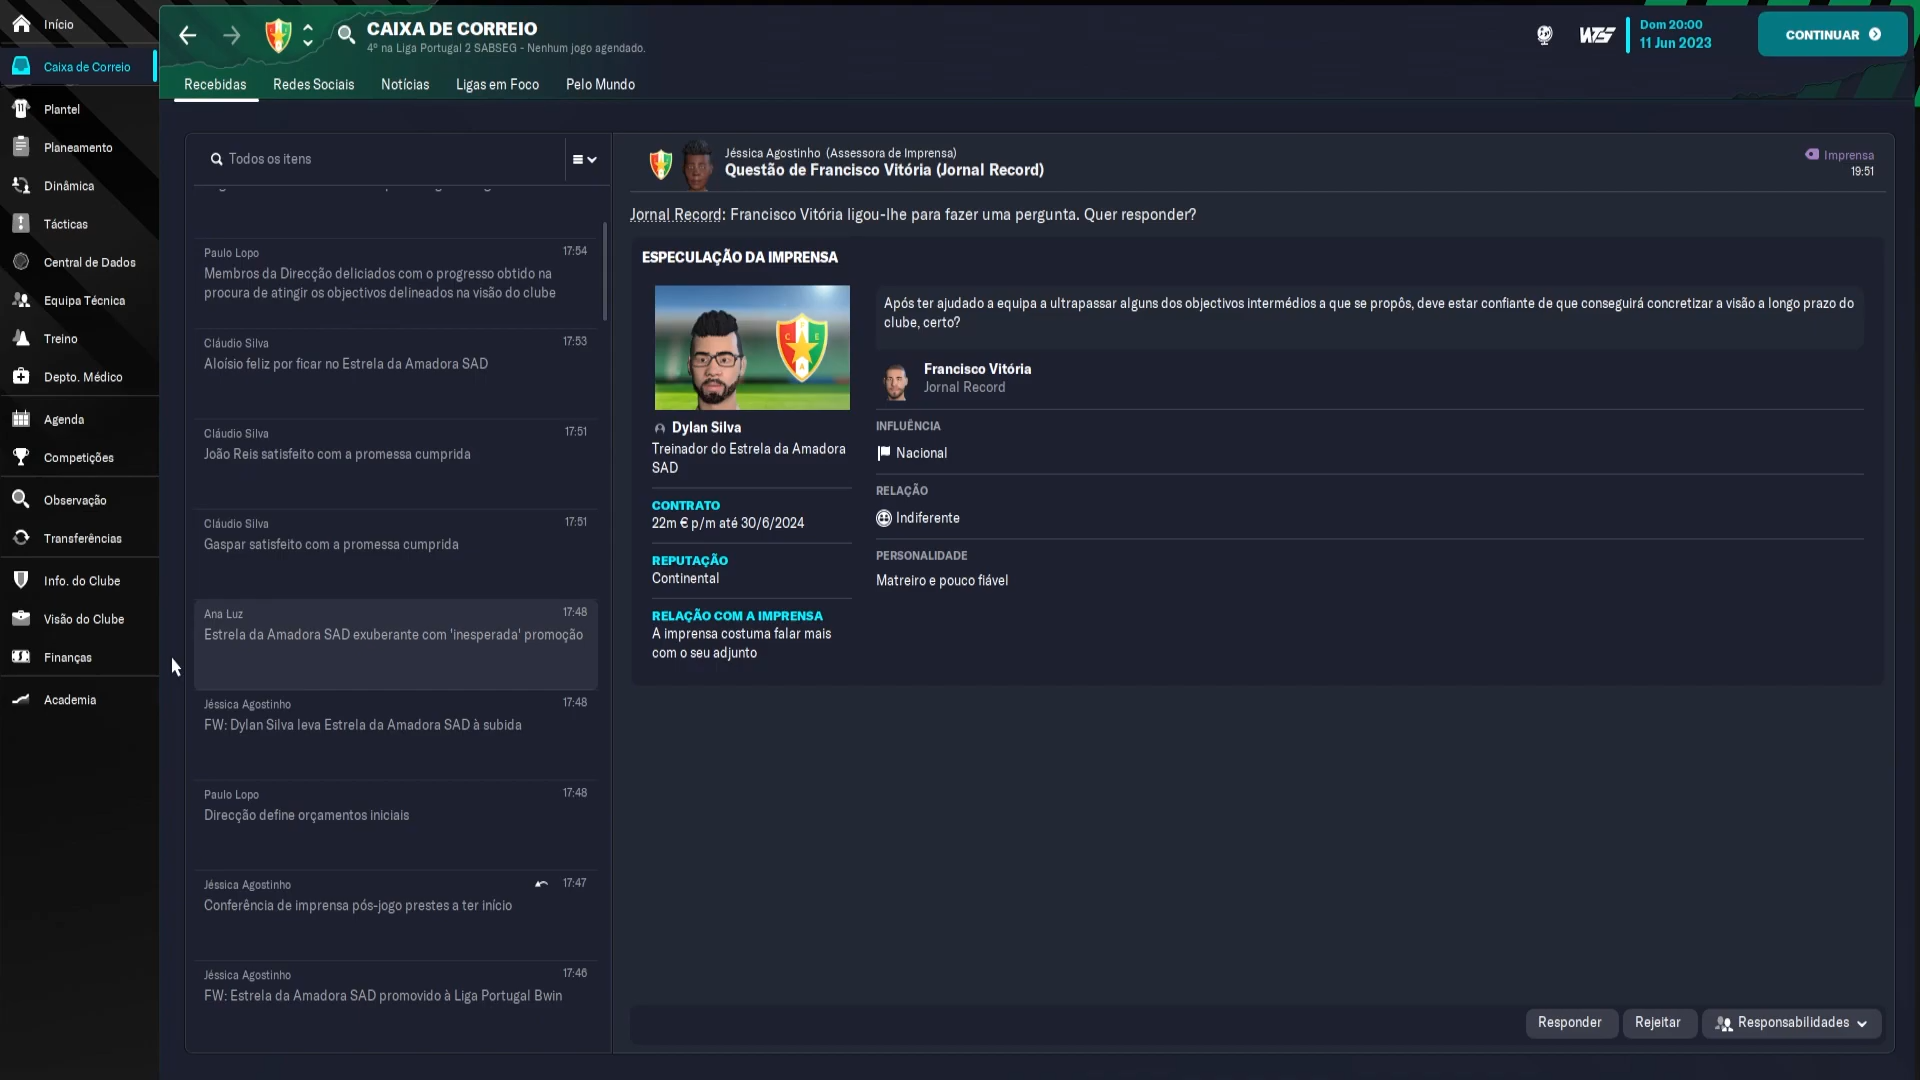 Início
Caixa de Correio
Plantel
Planeamento
Dinâmica
Tácticas
Central de Dados
Equipa Técnica
Treino
Depto. Médico
Agenda
Competições
Observação
Transferências
Info. do Clube
Visão do Clube
Finanças
Academia
CAIXA DE CORREIO
4º na Liga Portugal 2 SABSEG - Nenhum jogo agendado.
Dom 20:00
11 Jun 2023
CONTINUAR
Recebidas Redes Sociais Notícias Ligas em Foco Pelo Mundo
Todos os itens
Paulo Lopo 17:54
Membros da Direcção deliciados com o progresso obtido na
procura de atingir os objectivos delineados na visão do clube
Cláudio Silva 17:53
Aloísio feliz por ficar no Estrela da Amadora SAD
Cláudio Silva 17:51
João Reis satisfeito com a promessa cumprida
Cláudio Silva 17:51
Gaspar satisfeito com a promessa cumprida
Ana Luz 17:48
Estrela da Amadora SAD exuberante com 'inesperada' promoção
Jéssica Agostinho 17:48
FW: Dylan Silva leva Estrela da Amadora SAD à subida
Paulo Lopo 17:48
Direcção define orçamentos iniciais
Jéssica Agostinho 17:47
Conferência de imprensa pós-jogo prestes a ter início
Jéssica Agostinho 17:46
FW: Estrela da Amadora SAD promovido à Liga Portugal Bwin
Jéssica Agostinho (Assessora de Imprensa)
Questão de Francisco Vitória (Jornal Record)
Imprensa
19:51
Jornal Record: Francisco Vitória ligou-lhe para fazer uma pergunta. Quer responder?
ESPECULAÇÃO DA IMPRENSA
Dylan Silva
Treinador do Estrela da Amadora
SAD
CONTRATO
22m € p/m até 30/6/2024
REPUTAÇÃO
Continental
RELAÇÃO COM A IMPRENSA
A imprensa costuma falar mais
com o seu adjunto
Após ter ajudado a equipa a ultrapassar alguns dos objectivos intermédios a que se propôs, deve estar confiante de que conseguirá concretizar a visão a longo prazo do
clube, certo?
Francisco Vitória
Jornal Record
INFLUÊNCIA
Nacional
RELAÇÃO
Indiferente
PERSONALIDADE
Matreiro e pouco fiável
Responder Rejeitar Responsabilidades